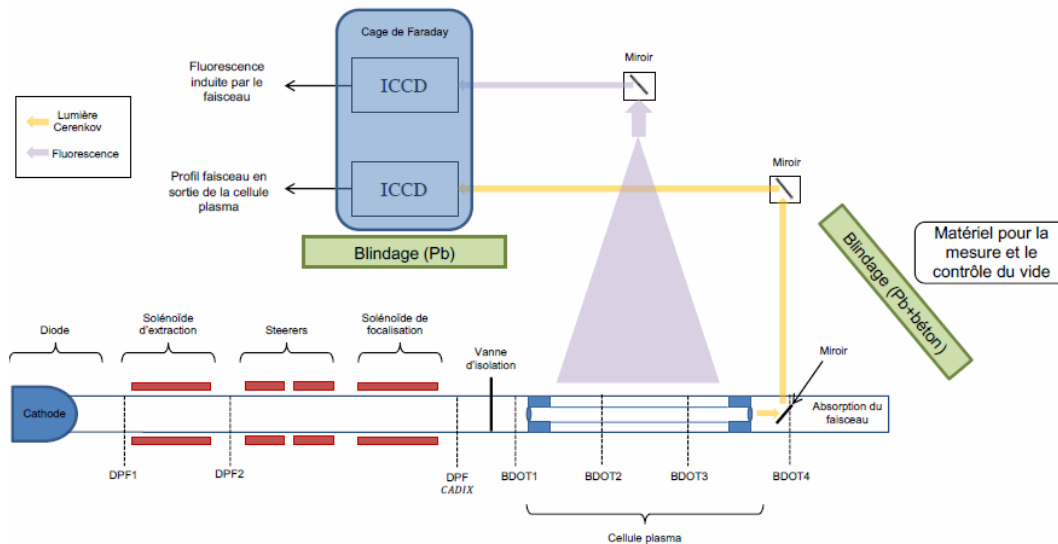 Cage de Faraday
ICCD
Fluorescence
induite par le
faisceau
Miroir
Lumière
Cerenkov
Fluorescence
ICCD
Profil faisceau en
sortie de la cellule
plasma
Miroir
Blindage (Pb)
Blindage (Pb+béton)
Matériel pour la
mesure et le
contrôle du vide
Diode
Solénoïde
d'extraction
Steerers
Solénoïde de
focalisation
Vanne
d'isolation
Miroir
Cathode
Absorption du
faisceau
DPF1
DPF2
DPF
CADIX
BDOT1
BDOT2
BDOT3
BDOT4
Cellule plasma